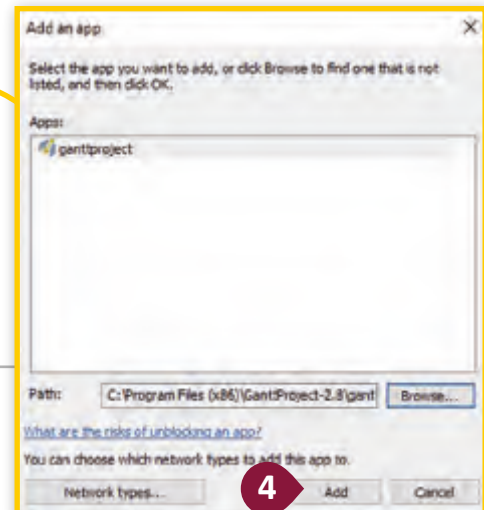 Add an app
Select the app you want to add, or click Browse to find one that is not
listed, and then click OK.
Apps:
ganttproject
Path: C:\Program Files (x86)\GanttProject-2.8\gant Browse...
What are the risks of unblocking an app?
You can choose which network types to add this app to.
Network types... 4 Add Cancel